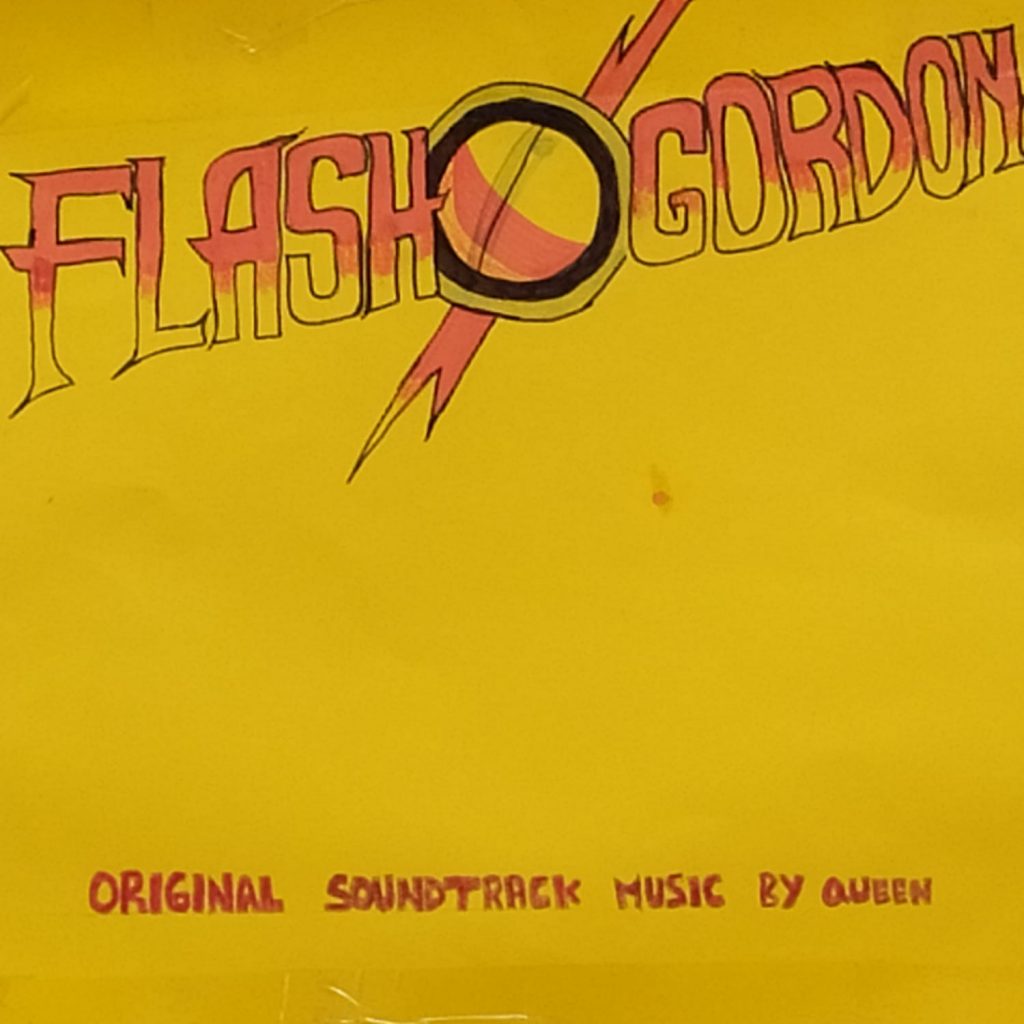 FLASH GORDON
ORIGINAL SOUNDTRACK MUSIC BY QUEEN